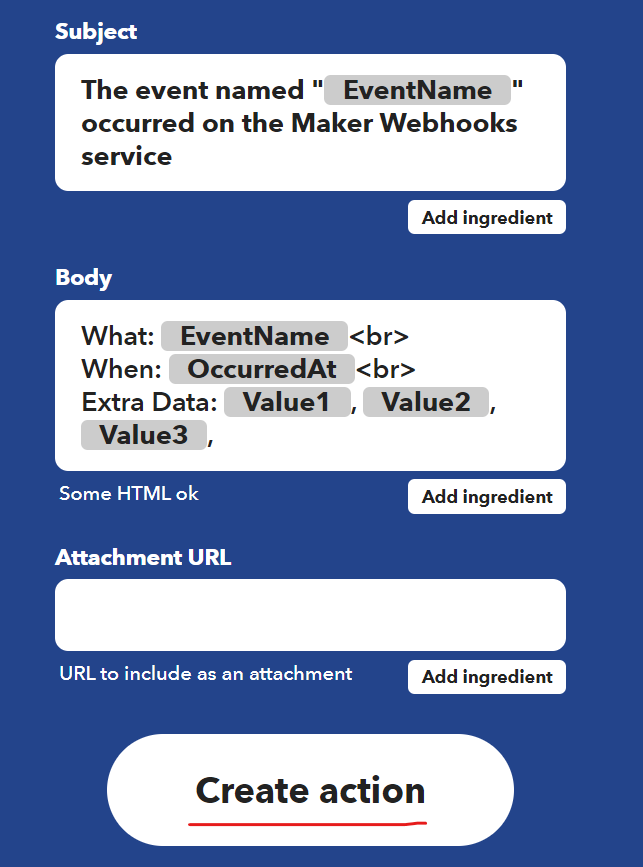 Subject
The event named " EventName "
occurred on the Maker Webhooks
service
Add ingredient
Body
What: EventName <br>
When: OccurredAt <br>
Extra Data: Value1 , Value2 ,
Value3 ,
Some HTML ok
Add ingredient
Attachment URL
URL to include as an attachment
Add ingredient
Create action